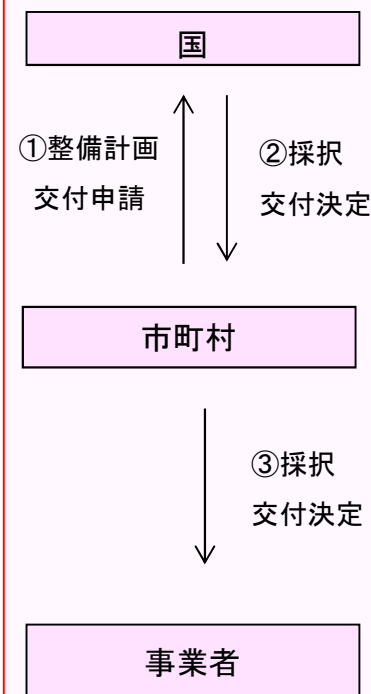 国
①整備計画
交付申請
②採択
交付決定
市町村
③採択
交付決定
事業者